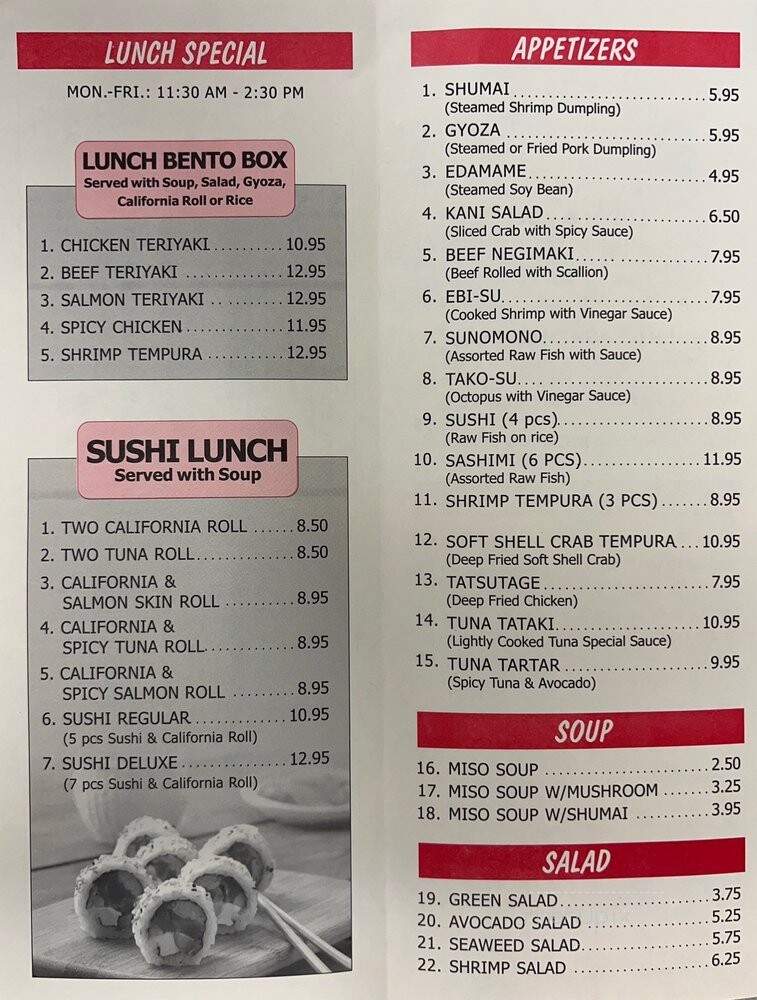 LUNCH SPECIAL
MON.-FRI.: 11:30 AM - 2:30 PM
LUNCH BENTO BOX
Served with Soup, Salad, Gyoza,
California Roll or Rice
1. CHICKEN TERIYAKI .......... 10.95
2. BEEF TERIYAKI .............. 12.95
3. SALMON TERIYAKI .. ........ 12.95
4. SPICY CHICKEN.............. 11.95
5. SHRIMP TEMPURA ........... 12.95
SUSHI LUNCH
Served with Soup
1. TWO CALIFORNIA ROLL ...... 8.50
2. TWO TUNA ROLL.............. 8.50
3. CALIFORNIA &
SALMON SKIN ROLL .......... 8.95
4. CALIFORNIA &
SPICY TUNA ROLL............. 8.95
5. CALIFORNIA &
SPICY SALMON ROLL ......... 8.95
6. SUSHI REGULAR............. 10.95
(5 pcs Sushi & California Roll)
7. SUSHI DELUXE............... 12.95
(7 pcs Sushi & California Roll)
APPETIZERS
1. SHUMAI ........................ 5.95
(Steamed Shrimp Dumpling)
2. GYOZA ......................... 5.95
(Steamed or Fried Pork Dumpling)
3. EDAMAME...................... 4.95
(Steamed Soy Bean)
4. KANI SALAD.... .... ............ 6.50
(Sliced Crab with Spicy Sauce)
5. BEEF NEGIMAKI...... ......... 7.95
(Beef Rolled with Scallion)
6. EBI-SU......................... 7.95
(Cooked Shrimp with Vinegar Sauce)
7. SUNOMONO.................... 8.95
(Assorted Raw Fish with Sauce)
8. TAKO-SU.... .................. 8.95
(Octopus with Vinegar Sauce)
9. SUSHI (4 pcs).................. 8.95
(Raw Fish on rice)
10. SASHIMI (6 PCS).............. 11.95
(Assorted Raw Fish)
11. SHRIMP TEMPURA (3 PCS)....... 8.95
12. SOFT SHELL CRAB TEMPURA ... 10.95
(Deep Fried Soft Shell Crab)
13. TATSUTAGE.................... 7.95
(Deep Fried Chicken)
14. TUNA TATAKI.................. 10.95
(Lightly Cooked Tuna Special Sauce)
15. TUNA TARTAR ................. 9.95
(Spicy Tuna & Avocado)
SOUP
16. MISO SOUP .................... 2.50
17. MISO SOUP W/MUSHROOM ....... 3.25
18. MISO SOUP W/SHUMAI ......... 3.95
SALAD
19. GREEN SALAD.................. 3.75
20. AVOCADO SALAD .............. 5.25
21. SEAWEED SALAD............... 5.75
22. SHRIMP SALAD ................ 6.25